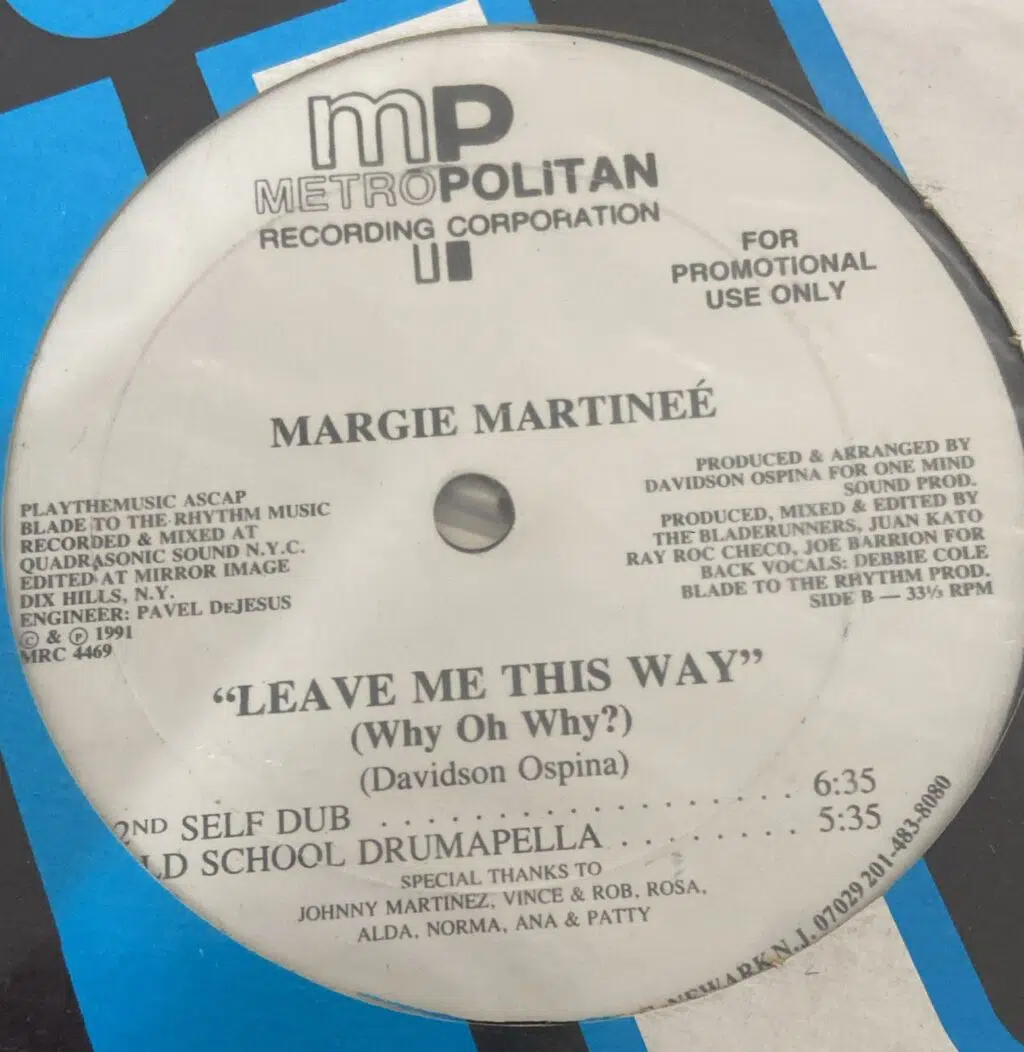 mP
METROPOLITAN
RECORDING CORPORATION
FOR
PROMOTIONAL
USE ONLY
MARGIE MARTINEÉ
PLAYTHEMUSIC ASCAP
BLADE TO THE RHYTHM MUSIC
RECORDED & MIXED AT
QUADRASONIC SOUND N.Y.C.
EDITED AT MIRROR IMAGE
DIX HILLS, N.Y.
ENGINEER: PAVEL DeJESUS
© & ℗ 1991
MRC 4469
PRODUCED & ARRANGED BY
DAVIDSON OSPINA FOR ONE MIND
SOUND PROD.
PRODUCED, MIXED & EDITED BY
THE BLADERUNNERS, JUAN KATO
RAY ROC CHECO, JOE BARRION FOR
BACK VOCALS: DEBBIE COLE
BLADE TO THE RHYTHM PROD.
SIDE B — 33⅓ RPM
“LEAVE ME THIS WAY”
(Why Oh Why?)
(Davidson Ospina)
2ND SELF DUB . . . . . . . . . . . . . . . . . 6:35
LD SCHOOL DRUMAPELLA . . . . . . . . 5:35
SPECIAL THANKS TO
JOHNNY MARTINEZ, VINCE & ROB, ROSA,
ALDA, NORMA, ANA & PATTY
NEWARK N.J. 07029 201-483-8080